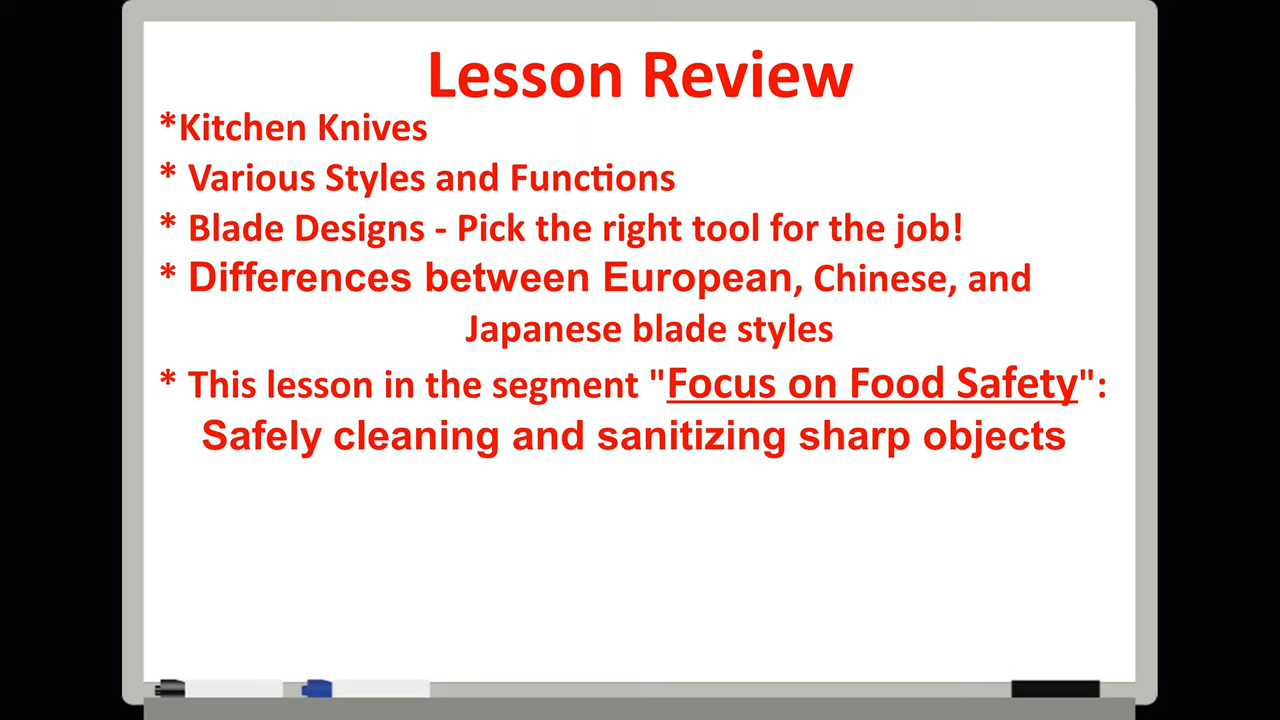 Lesson Review
*Kitchen Knives
* Various Styles and Functions
* Blade Designs - Pick the right tool for the job!
* Differences between European, Chinese, and
Japanese blade styles
* This lesson in the segment "Focus on Food Safety":
Safely cleaning and sanitizing sharp objects